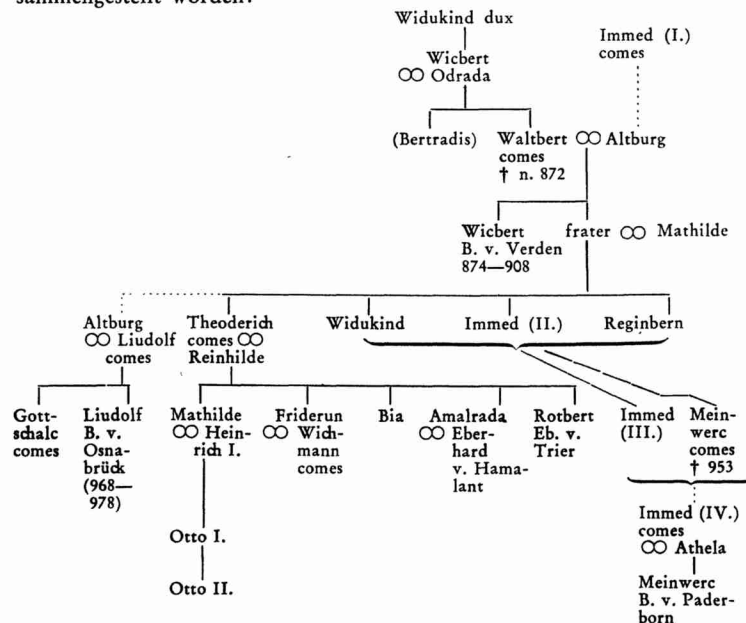 sammengestellt worden:
Widukind dux
Immed (I.)
comes
Wicbert
∞ Odrada
(Bertradis) Waltbert ∞ Altburg
comes
† n. 872
Wicbert frater ∞ Mathilde
B. v. Verden
874—908
Altburg
∞ Liudolf
comes
Theoderich
comes ∞
Reinhilde
Widukind Immed (II.) Reginbern
Gott-
schalc
comes
Liudolf
B. v.
Osna-
brück
(968—
978)
Mathilde
∞ Hein-
rich I.
Friderun
∞ Wich-
mann
comes
Bia
Amalrada
∞ Eber-
hard
v. Hama-
lant
Rotbert
Eb. v.
Trier
Immed
(III.)
Mein-
werc
comes
† 953
Otto I.
Otto II.
Immed (IV.)
comes
∞ Athela
Meinwerc
B. v. Pader-
born